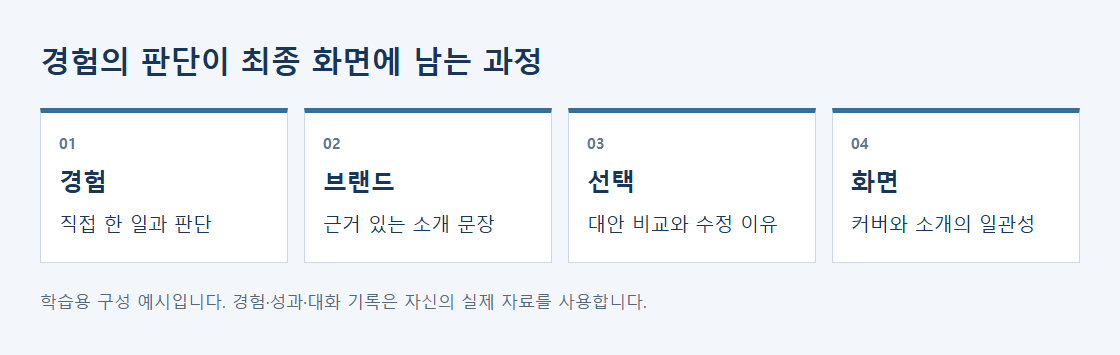 경험의 판단이 최종 화면에 남는 과정
01
경험
직접 한 일과 판단
02
브랜드
근거 있는 소개 문장
03
선택
대안 비교와 수정 이유
04
화면
커버와 소개의 일관성
학습용 구성 예시입니다. 경험·성과·대화 기록은 자신의 실제 자료를 사용합니다.